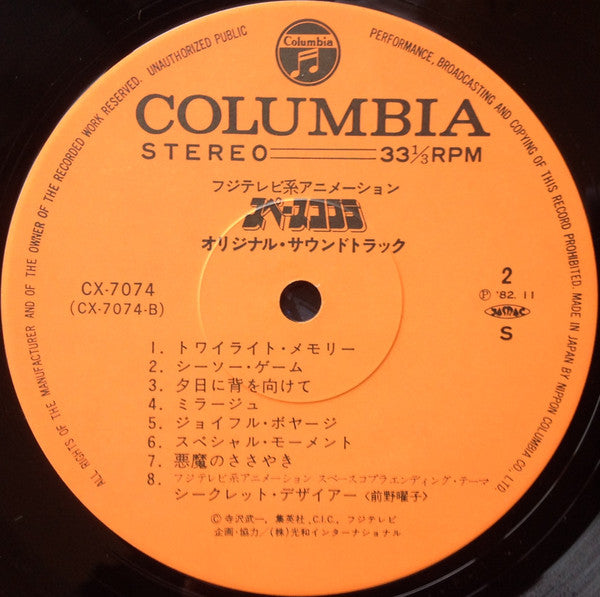 ALL RIGHTS OF THE MANUFACTURER AND OF THE OWNER OF THE RECORDED WORK RESERVED. UNAUTHORIZED PUBLIC
PERFORMANCE, BROADCASTING AND COPYING OF THIS RECORD PROHIBITED. MADE IN JAPAN BY NIPPON COLUMBIA CO., LTD
Columbia
COLUMBIA
STEREO 33 1/3 RPM
フジテレビ系アニメーション
スペースコブラ
オリジナル・サウンドトラック
CX-7074
(CX-7074-B)
2
Ⓟ '82. 11
JASRAC
S
1. トワイライト・メモリー
2. シーソー・ゲーム
3. 夕日に背を向けて
4. ミラージュ
5. ジョイフル・ボヤージ
6. スペシャル・モーメント
7. 悪魔のささやき
8. フジテレビ系アニメーション スペースコブラエンディング・テーマ
シークレット・デザイアー〈前野曜子〉
Ⓒ 寺沢武一, 集英社, C.I.C., フジテレビ
企画・協力/(株)光和インターナショナル